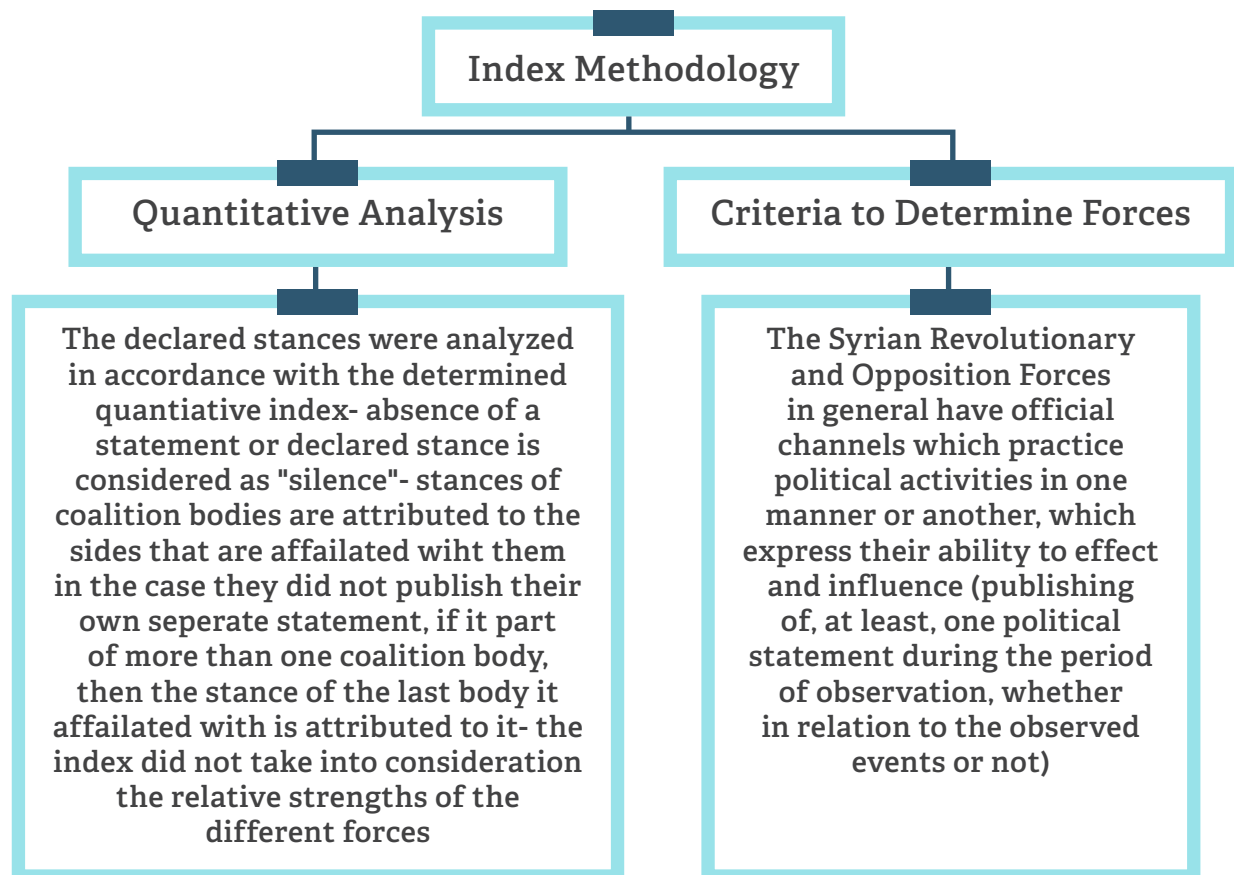 Index Methodology
Quantitative Analysis
The declared stances were analyzed
in accordance with the determined
quantiative index- absence of a
statement or declared stance is
considered as "silence"- stances of
coalition bodies are attributed to the
sides that are affailated wiht them
in the case they did not publish their
own seperate statement, if it part
of more than one coalition body,
then the stance of the last body it
affailated with is attributed to it- the
index did not take into consideration
the relative strengths of the
different forces
Criteria to Determine Forces
The Syrian Revolutionary
and Opposition Forces
in general have official
channels which practice
political activities in one
manner or another, which
express their ability to effect
and influence (publishing
of, at least, one political
statement during the period
of observation, whether
in relation to the observed
events or not)